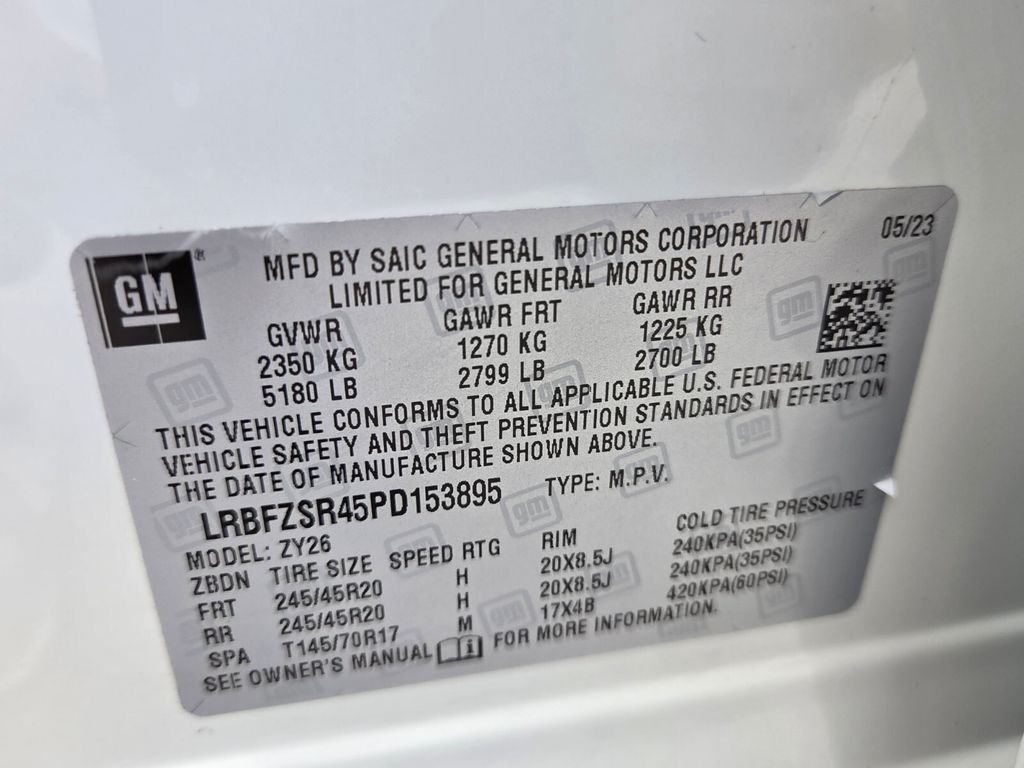 GM ®
MFD BY SAIC GENERAL MOTORS CORPORATION 05/23
LIMITED FOR GENERAL MOTORS LLC
GVWR GAWR FRT GAWR RR
2350 KG 1270 KG 1225 KG
5180 LB 2799 LB 2700 LB
THIS VEHICLE CONFORMS TO ALL APPLICABLE U.S. FEDERAL MOTOR
VEHICLE SAFETY AND THEFT PREVENTION STANDARDS IN EFFECT ON
THE DATE OF MANUFACTURE SHOWN ABOVE.
LRBFZSR45PD153895 TYPE: M.P.V.
MODEL: ZY26
ZBDN TIRE SIZE SPEED RTG RIM COLD TIRE PRESSURE
FRT 245/45R20 H 20X8.5J 240KPA(35PSI)
RR 245/45R20 H 20X8.5J 240KPA(35PSI)
SPA T145/70R17 M 17X4B 420KPA(60PSI)
SEE OWNER'S MANUAL i FOR MORE INFORMATION.